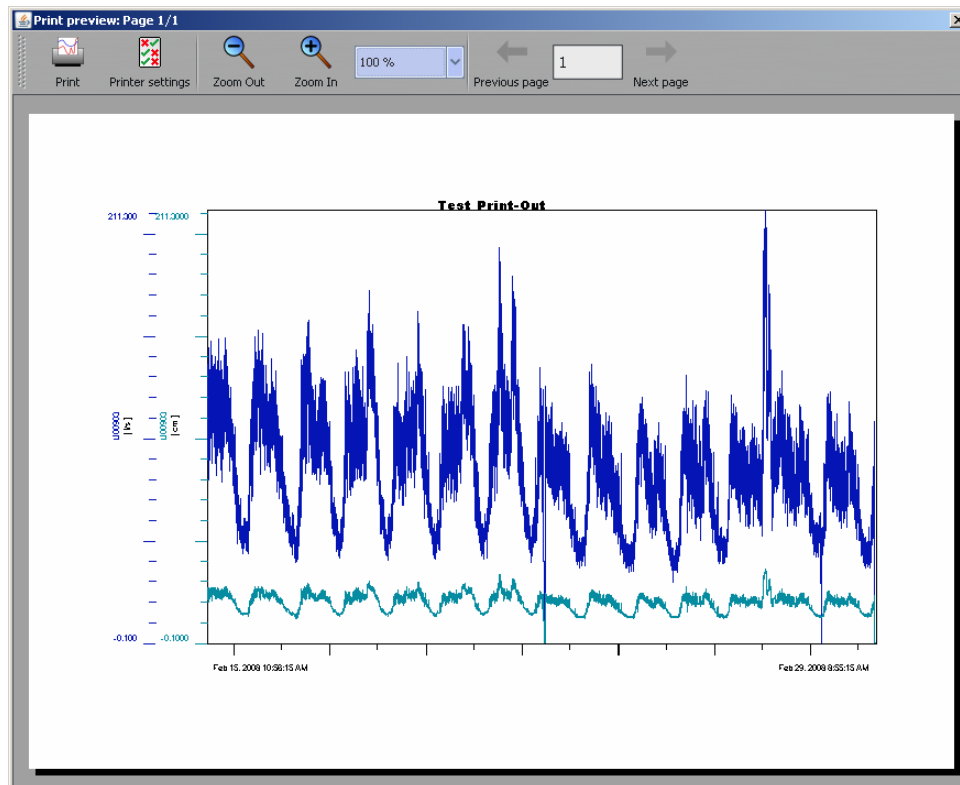 Print preview: Page 1/1
Print
Printer settings
Zoom Out
Zoom In
100 %
Previous page
1
Next page
Test Print-Out
211.300
211.3000
[cm]
-0.100
-0.1000
Feb 15, 2008 10:56:15 AM
Feb 29, 2008 8:55:15 AM